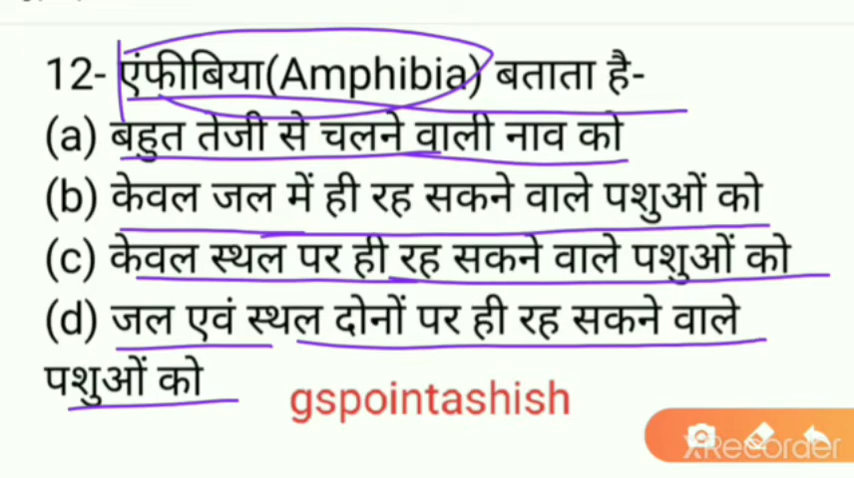 12- एंफीबिया(Amphibia) बताता है-
(a) बहुत तेजी से चलने वाली नाव को
(b) केवल जल में ही रह सकने वाले पशुओं को
(c) केवल स्थल पर ही रह सकने वाले पशुओं को
(d) जल एवं स्थल दोनों पर ही रह सकने वाले
पशुओं को
gspointashish
XRecorder